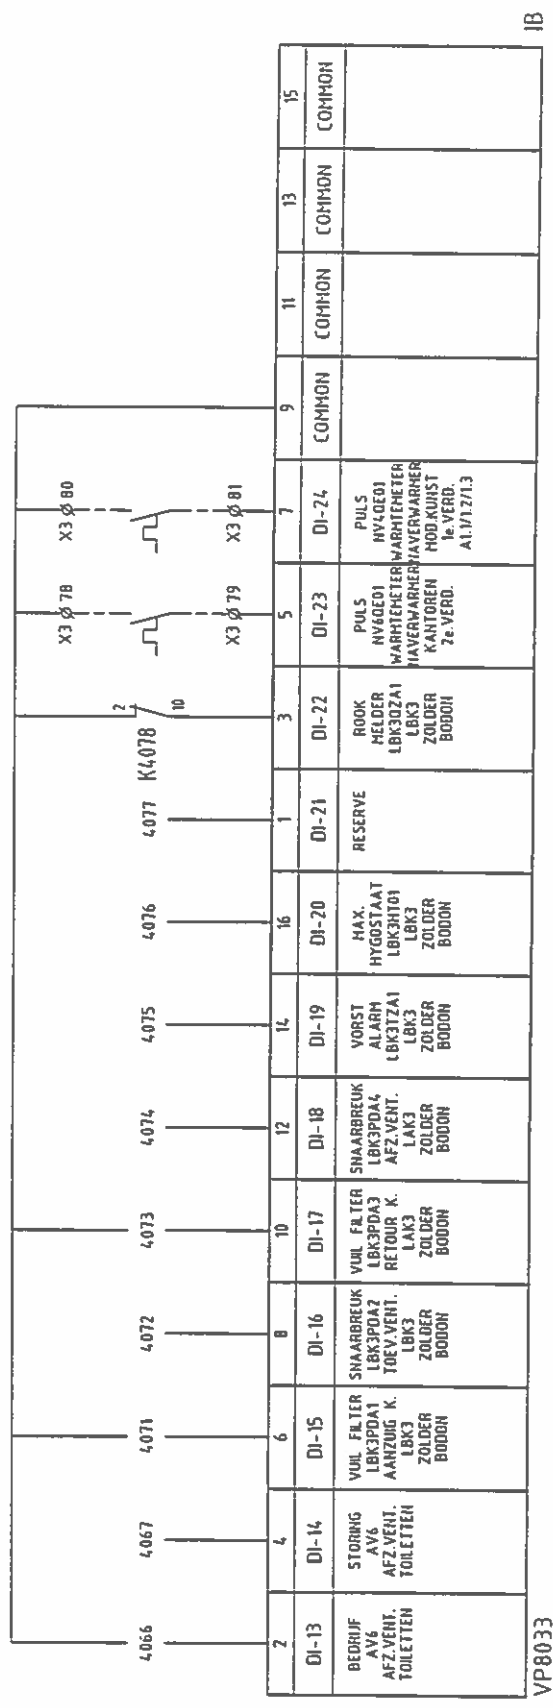 4066
4067
4071
4072
4073
4074
4075
4076
4077
K4078
2
10
X3 78
X3 79
X3 80
X3 81
2
4
6
8
10
12
14
16
1
3
5
7
9
11
13
15
DI-13
DI-14
DI-15
DI-16
DI-17
DI-18
DI-19
DI-20
DI-21
DI-22
DI-23
DI-24
COMMON
COMMON
COMMON
COMMON
BEDRIJF
AV6
AFZ.VENT.
TOILETTEN
STORING
AV6
AFZ.VENT.
TOILETTEN
VUIL FILTER
LBK3PDA1
AANZUIG K.
LBK3
ZOLDER
BODON
SNAARBREUK
LBK3PDA2
TOEV.VENT.
LBK3
ZOLDER
BODON
VUIL FILTER
LBK3PDA3
RETOUR K.
LAK3
ZOLDER
BODON
SNAARBREUK
LBK3PDA4
AFZ.VENT.
LAK3
ZOLDER
BODON
VORST
ALARM
LBK3TZA1
LBK3
ZOLDER
BODON
MAX.
HYGOSTAAT
LBK3HT01
LBK3
ZOLDER
BODON
RESERVE
ROOK
MELDER
LBK3QZA1
LBK3
ZOLDER
BODON
PULS
NV6QE01
WARMTEMETER
NAVERWARMER
KANTOREN
2e.VERD.
PULS
NV4QE01
WARMTEMETER
NAVERWARMER
MOD.KUNST
1e.VERD.
A1.1/1.2/1.3
VP8033
1B